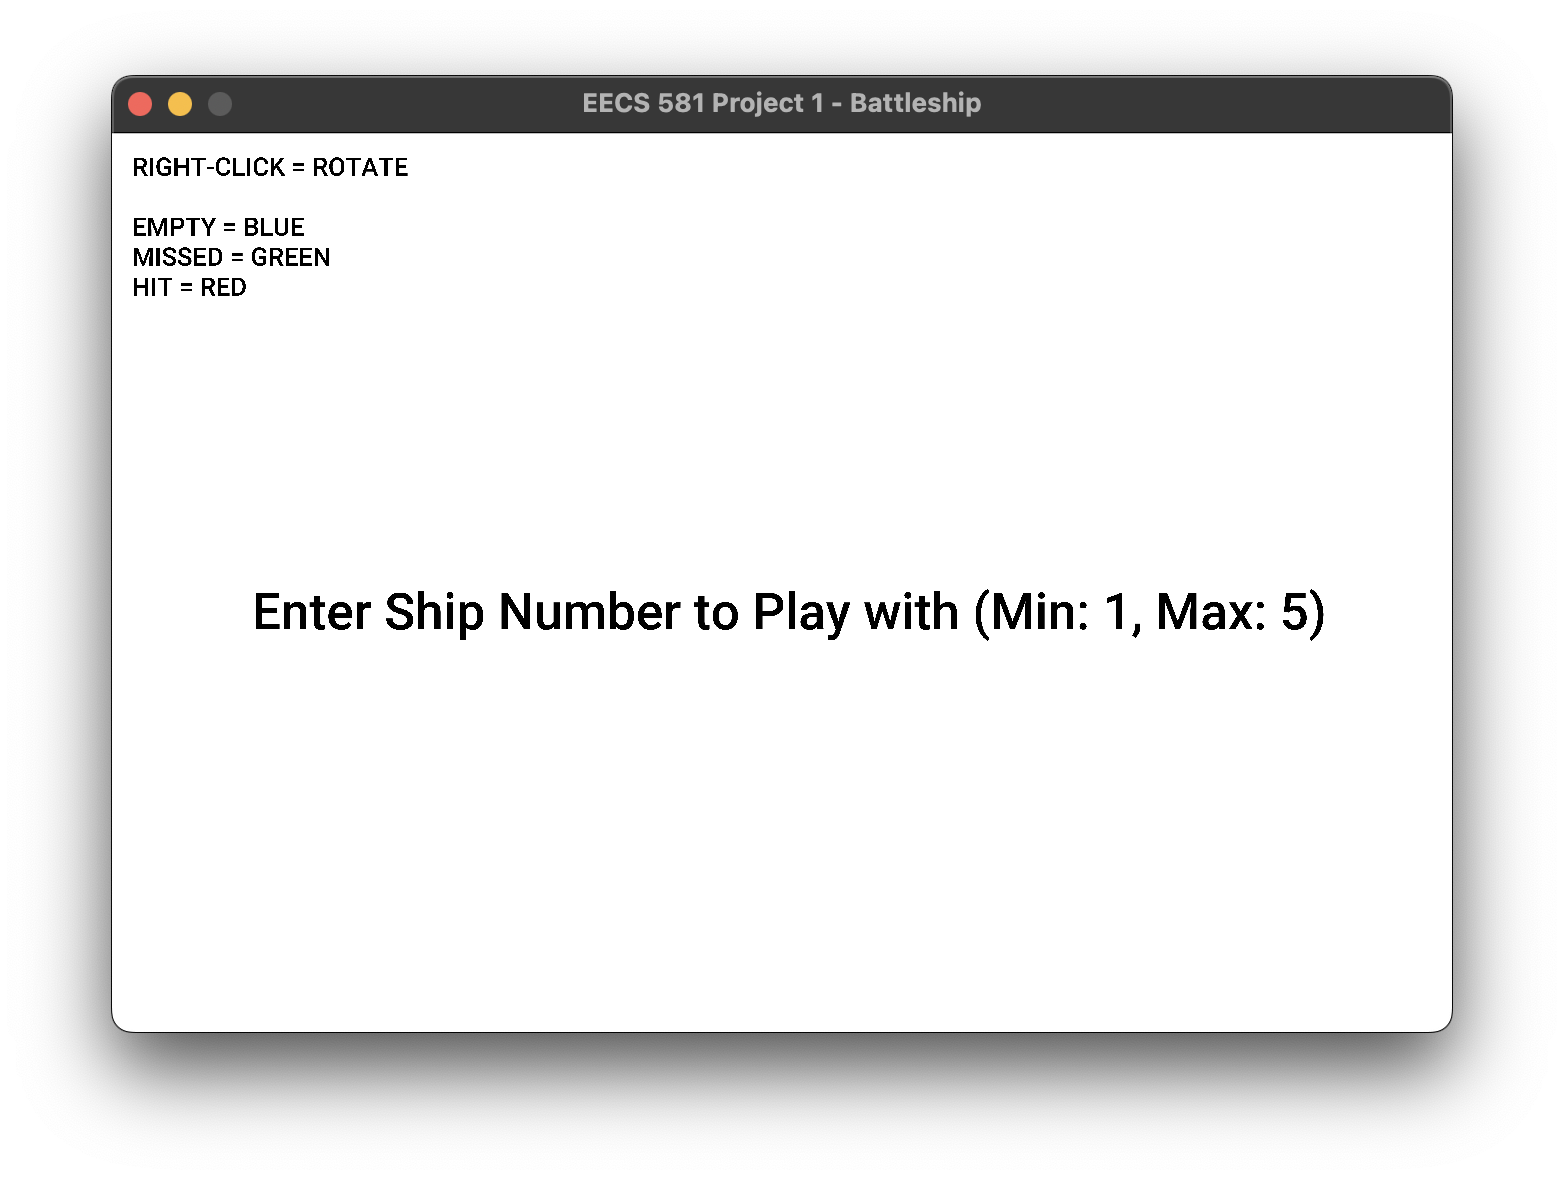 EECS 581 Project 1 - Battleship
RIGHT-CLICK = ROTATE
EMPTY = BLUE
MISSED = GREEN
HIT = RED
Enter Ship Number to Play with (Min: 1, Max: 5)